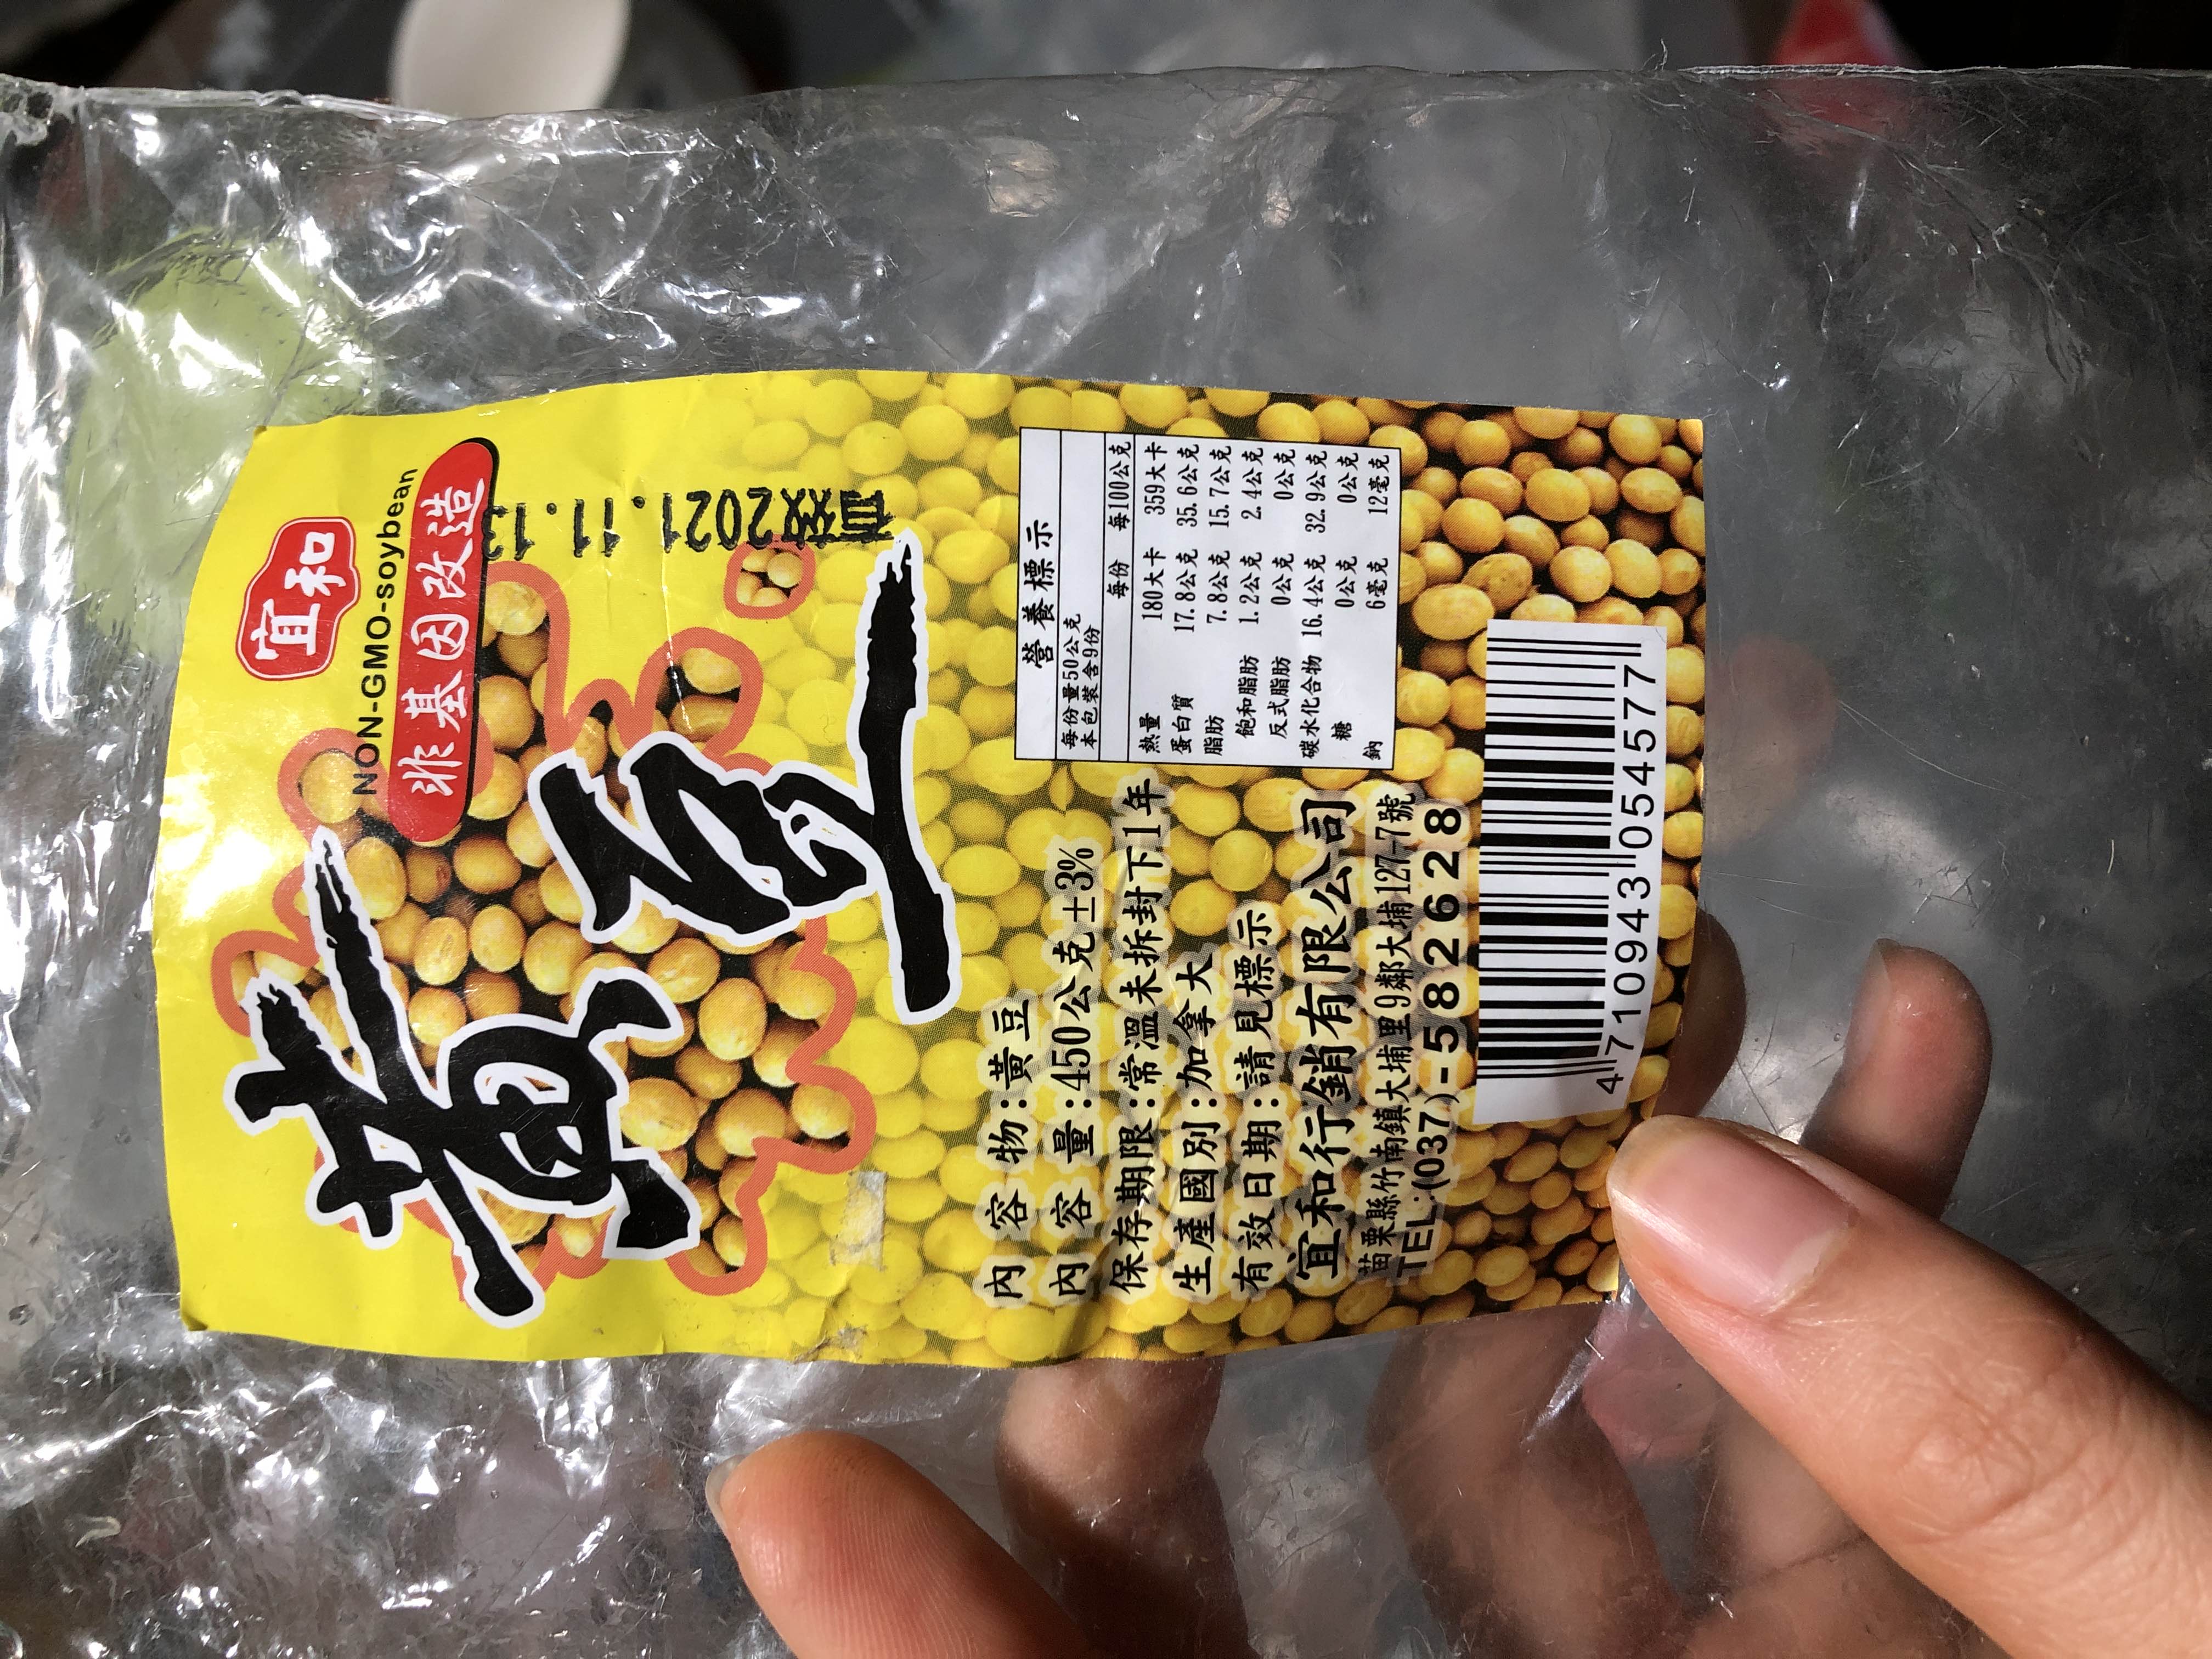 宜和
NON-GMO-soybean
非基因改造
黃豆
有效2021.11.13
營養標示
每份量50公克
本包裝含9份
每份 每100公克
熱量 180大卡 359大卡
蛋白質 17.8公克 35.6公克
脂肪 7.8公克 15.7公克
飽和脂肪 1.2公克 2.4公克
反式脂肪 0公克 0公克
碳水化合物 16.4公克 32.9公克
糖 0公克 0公克
鈉 6毫克 12毫克
內容物:黃豆
內容量:450公克±3%
保存期限:常溫未拆封下1年
生產國別:加拿大
有效日期:請見標示
宜和行銷有限公司
苗栗縣竹南鎮大埔里9鄰大埔127-7號
TEL:(037)-582628
4710943054577